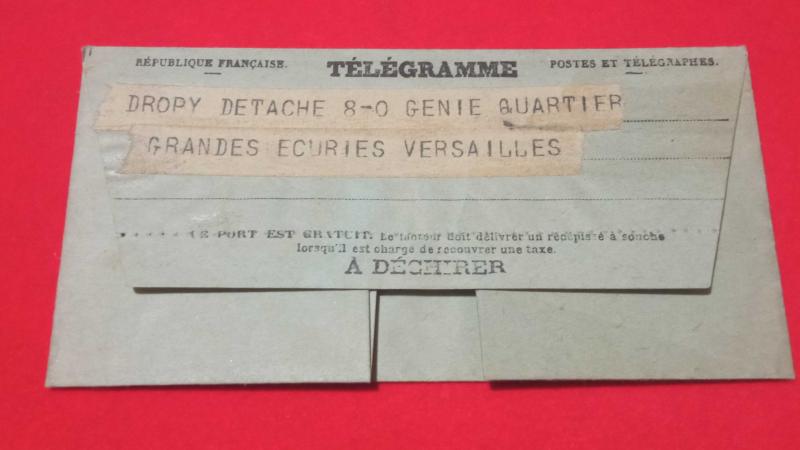 RÉPUBLIQUE FRANÇAISE. TÉLÉGRAMME POSTES ET TÉLÉGRAPHES.
DROPY DETACHE 8-0 GENIE QUARTIER
GRANDES ECURIES VERSAILLES
LE PORT EST GRATUIT. Le facteur doit délivrer un récépissé à souche
lorsqu'il est chargé de recouvrer une taxe.
À DÉCHIRER